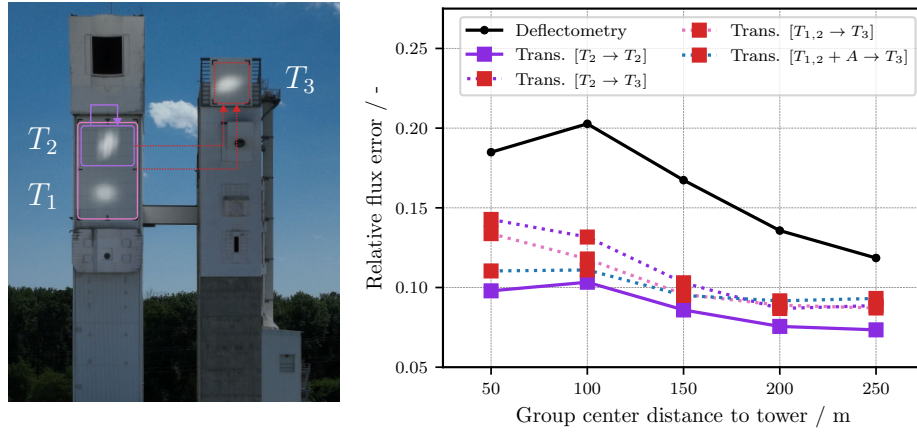 T₃
T₂
T₁
Relative flux error / -
0.25
0.20
0.15
0.10
0.05
Deflectometry
Trans. [T₂ → T₂]
Trans. [T₂ → T₃]
Trans. [T₁,₂ → T₃]
Trans. [T₁,₂ + A → T₃]
50 100 150 200 250
Group center distance to tower / m